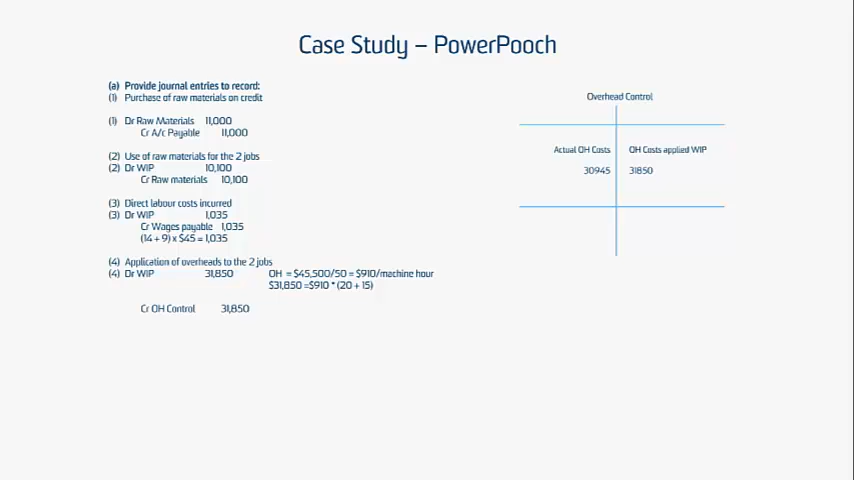 Case Study – PowerPooch
(a) Provide journal entries to record:
(1) Purchase of raw materials on credit
(1) Dr Raw Materials 11,000
Cr A/c Payable 11,000
(2) Use of raw materials for the 2 jobs
(2) Dr WIP 10,100
Cr Raw materials 10,100
(3) Direct labour costs incurred
(3) Dr WIP 1,035
Cr Wages payable 1,035
(14 + 9) x $45 = 1,035
(4) Application of overheads to the 2 jobs
(4) Dr WIP 31,850 OH = $45,500/50 = $910/machine hour
$31,850 =$910 * (20 + 15)
Cr OH Control 31,850
Overhead Control
Actual OH Costs OH Costs applied WIP
30945 31850